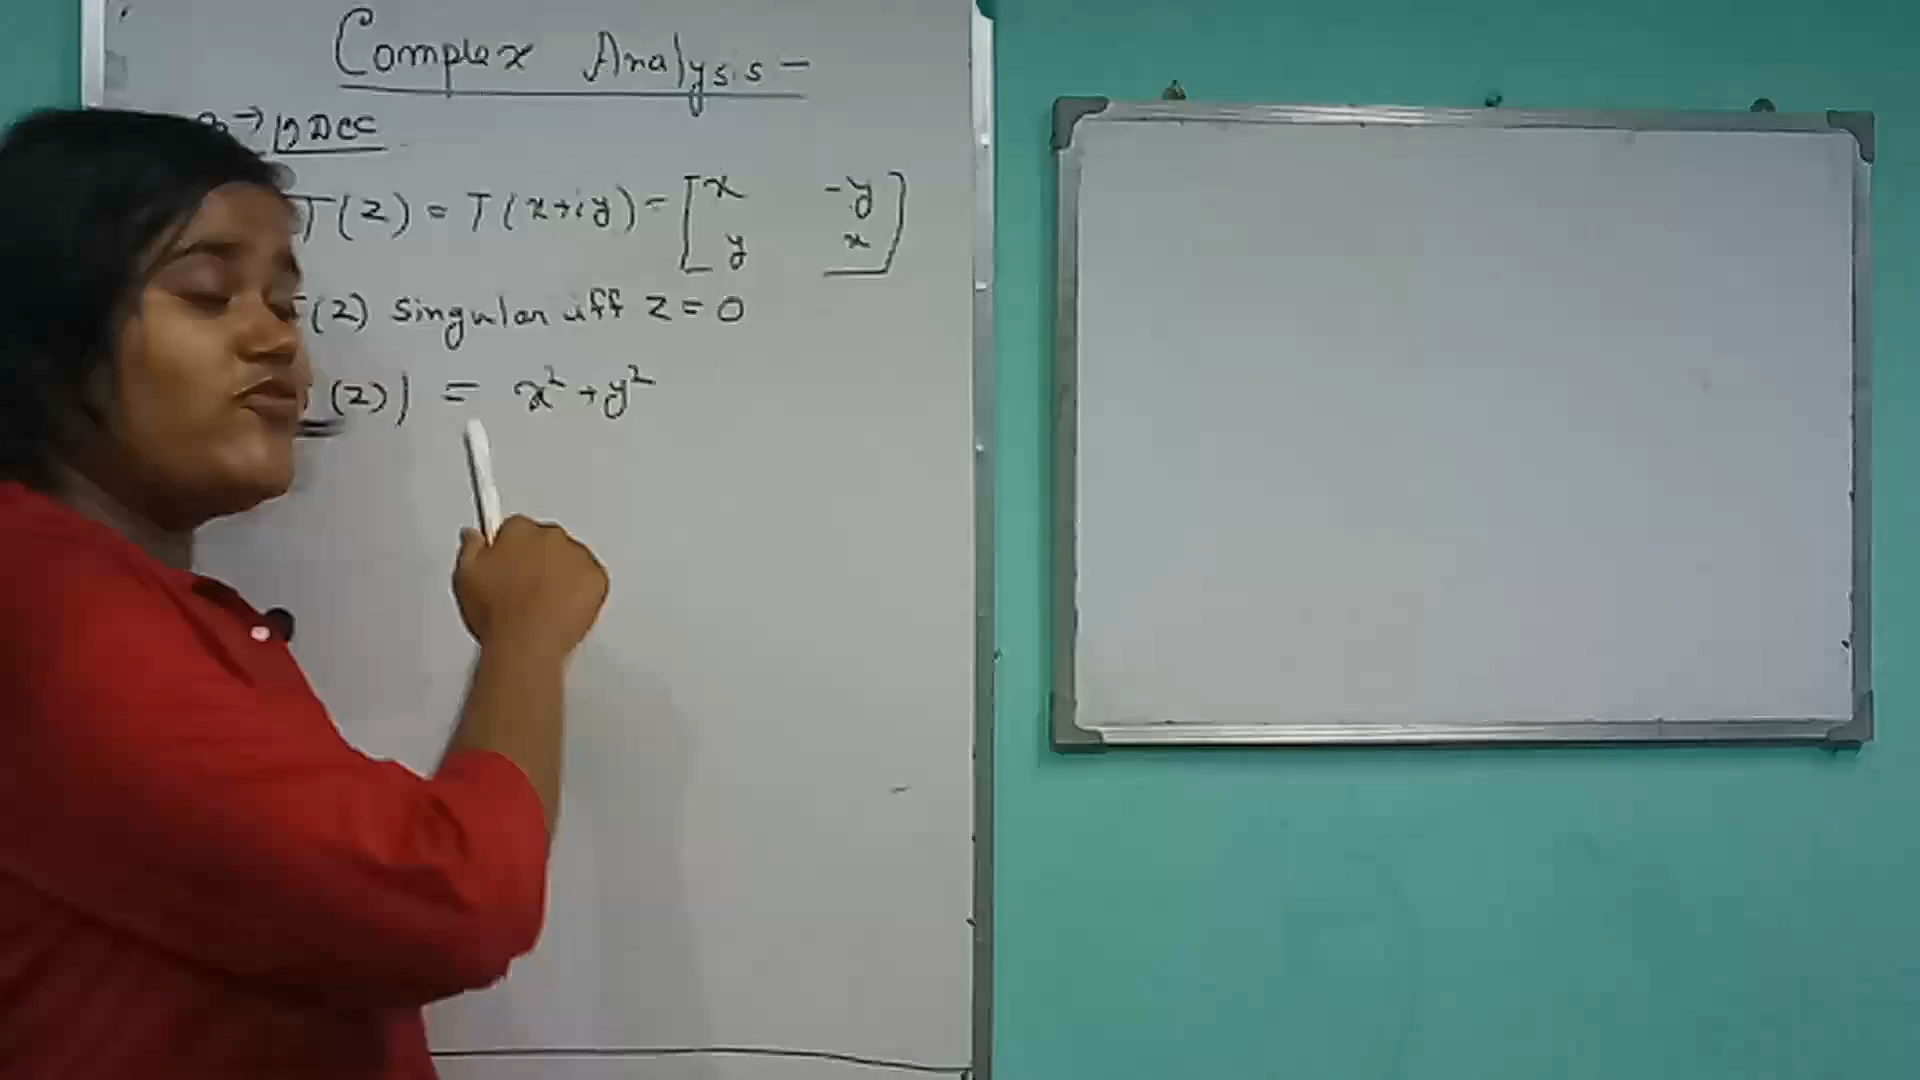 Complex Analysis -
T(z) = T(x+iy) = [x -y
y x]
(z) singular iff z = 0
(z)) = x² + y²